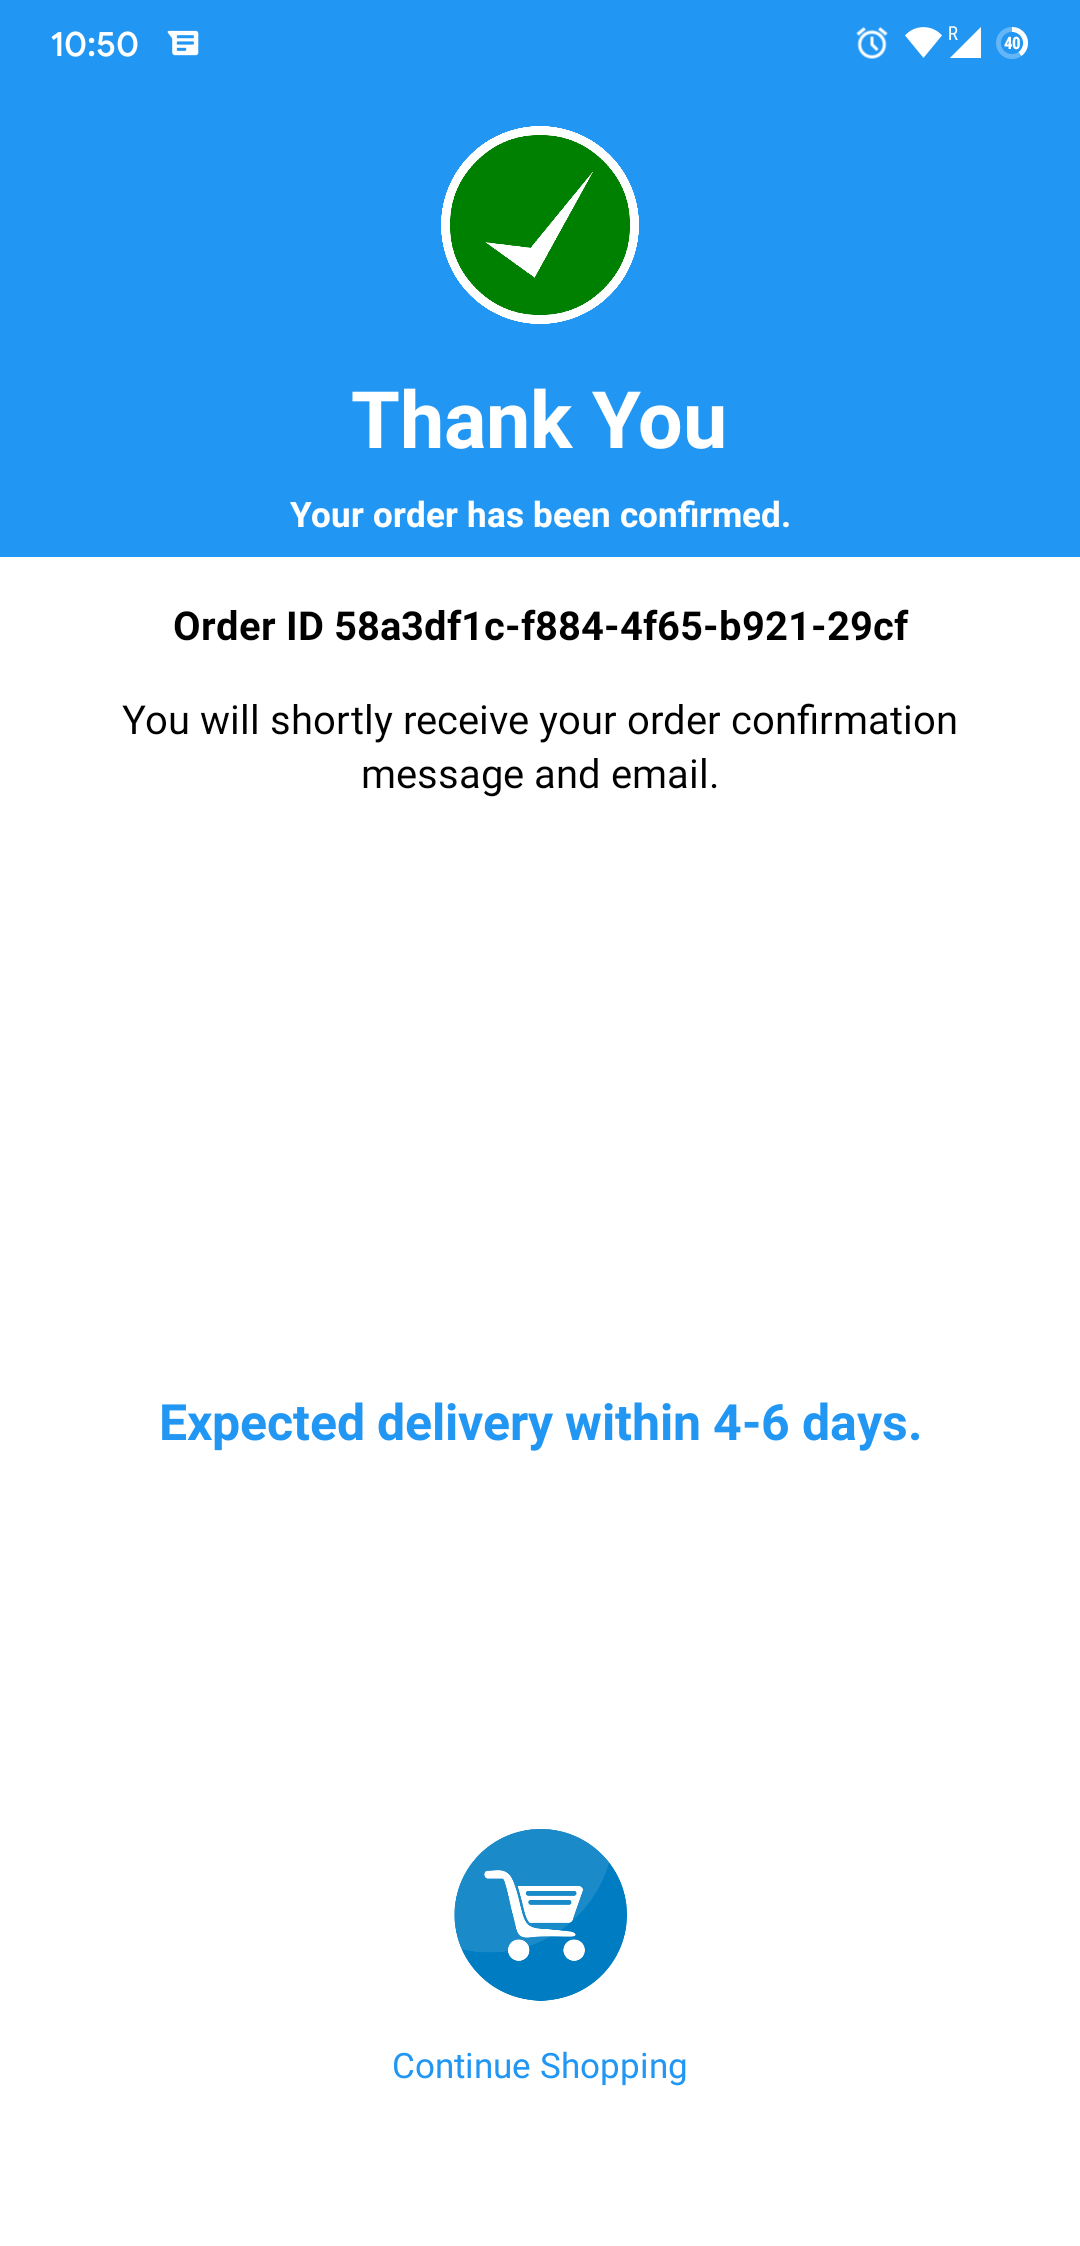 10:50
R
40
Thank You
Your order has been confirmed.
Order ID 58a3df1c-f884-4f65-b921-29cf
You will shortly receive your order confirmation
message and email.
Expected delivery within 4-6 days.
Continue Shopping